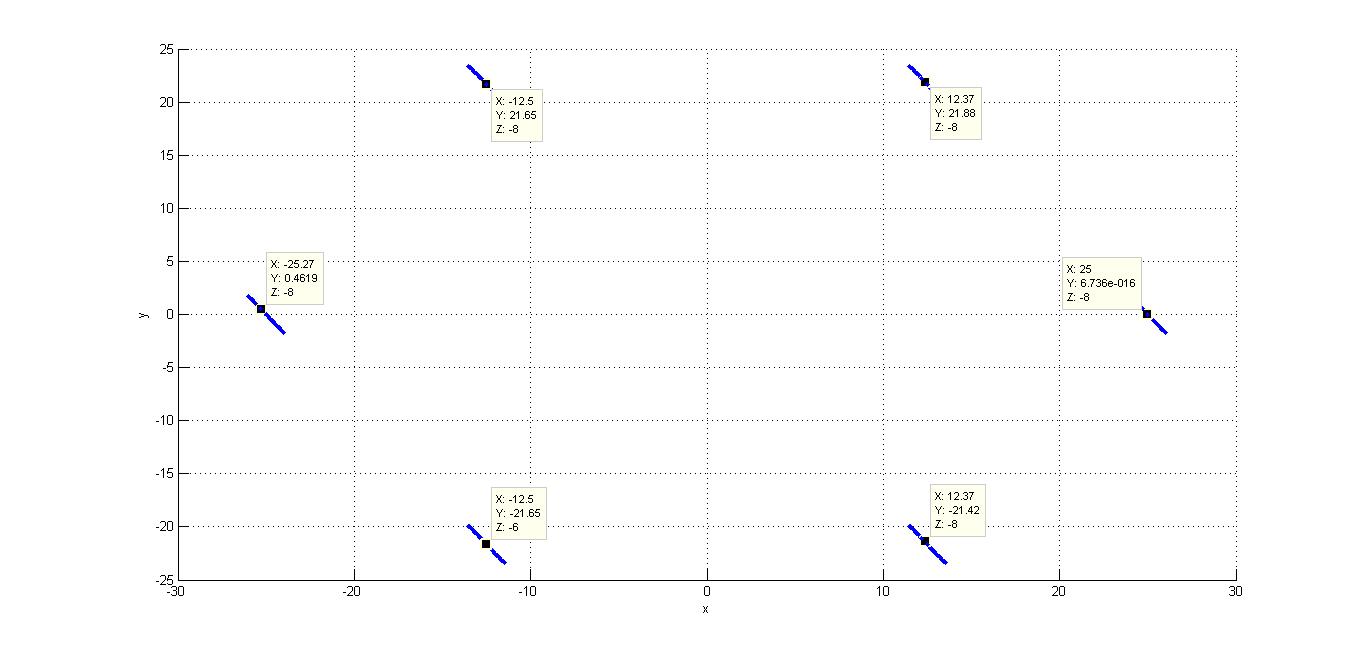 25
20
15
10
5
0
-5
-10
-15
-20
-25
y
-30
-20
-10
0
10
20
30
x
X: -12.5
Y: 21.65
Z: -8
X: 12.37
Y: 21.88
Z: -8
X: -25.27
Y: 0.4619
Z: -8
X: 25
Y: 6.736e-016
Z: -8
X: -12.5
Y: -21.65
Z: -6
X: 12.37
Y: -21.42
Z: -8